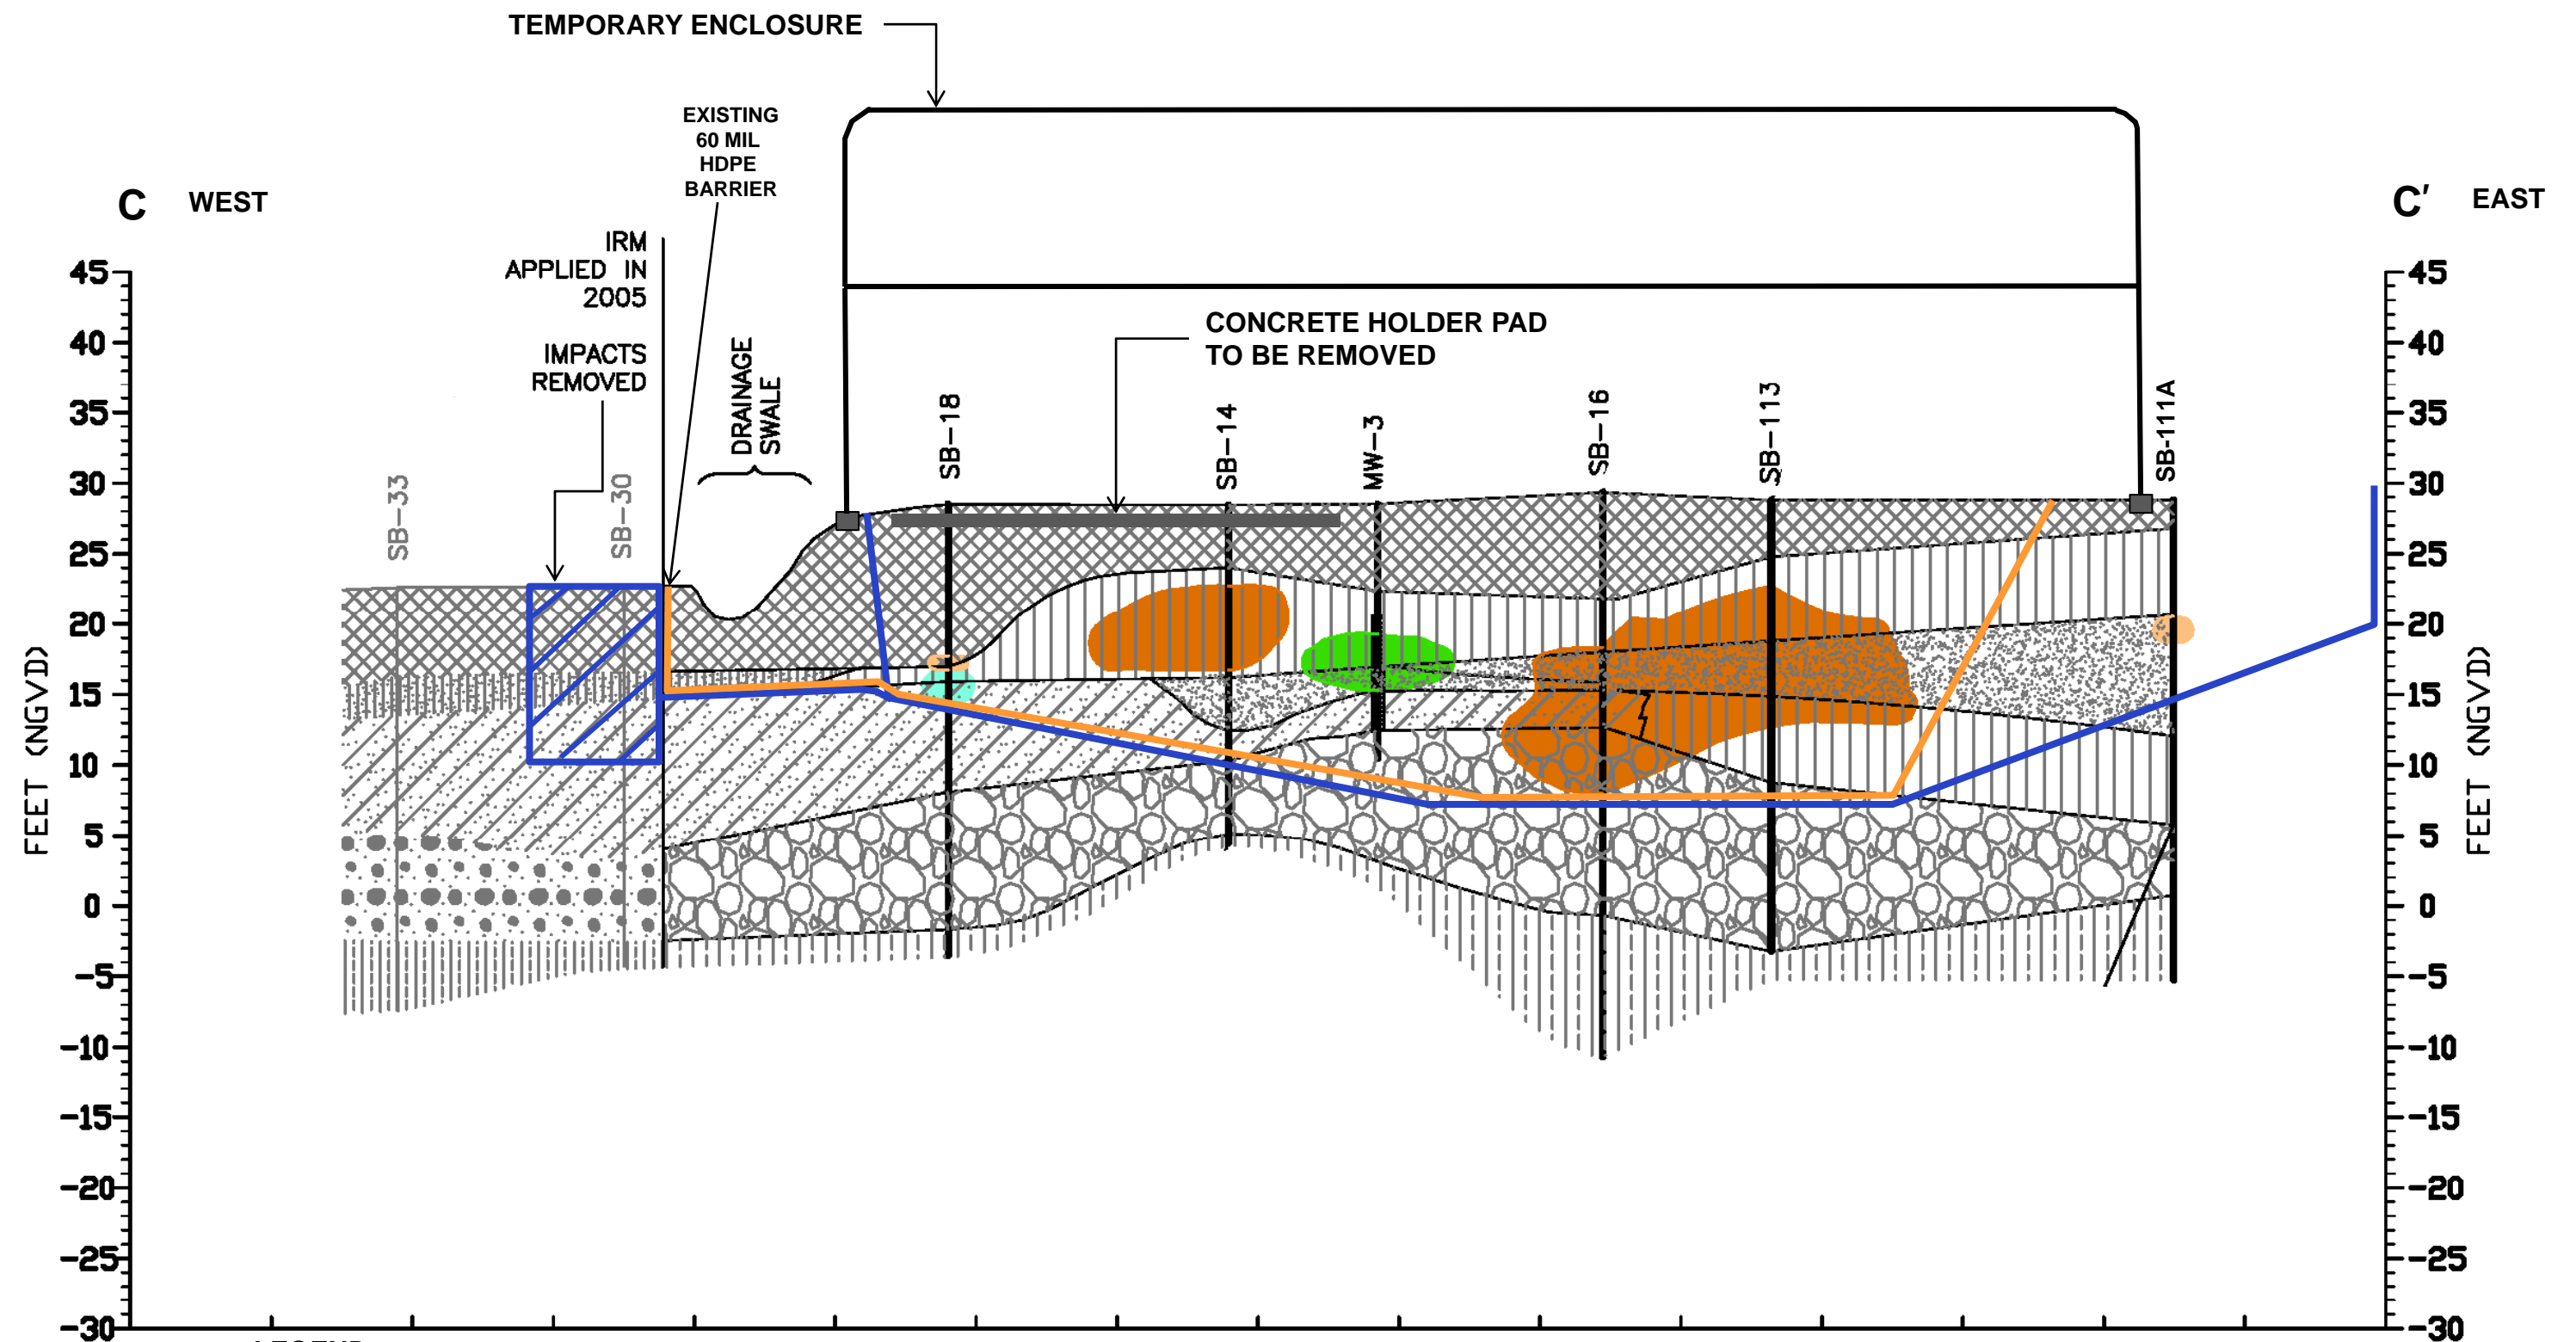 TEMPORARY ENCLOSURE
EXISTING
60 MIL
HDPE
BARRIER
C WEST
C' EAST
IRM
APPLIED IN
2005
IMPACTS
REMOVED
DRAINAGE
SWALE
CONCRETE HOLDER PAD
TO BE REMOVED
SB-33
SB-30
SB-18
SB-14
MW-3
SB-16
SB-113
SB-111A
FEET (NGVD)
45
40
35
30
25
20
15
10
5
0
-5
-10
-15
-20
-25
-30
45
40
35
30
25
20
15
10
5
0
-5
-10
-15
-20
-25
-30
FEET (NGVD)